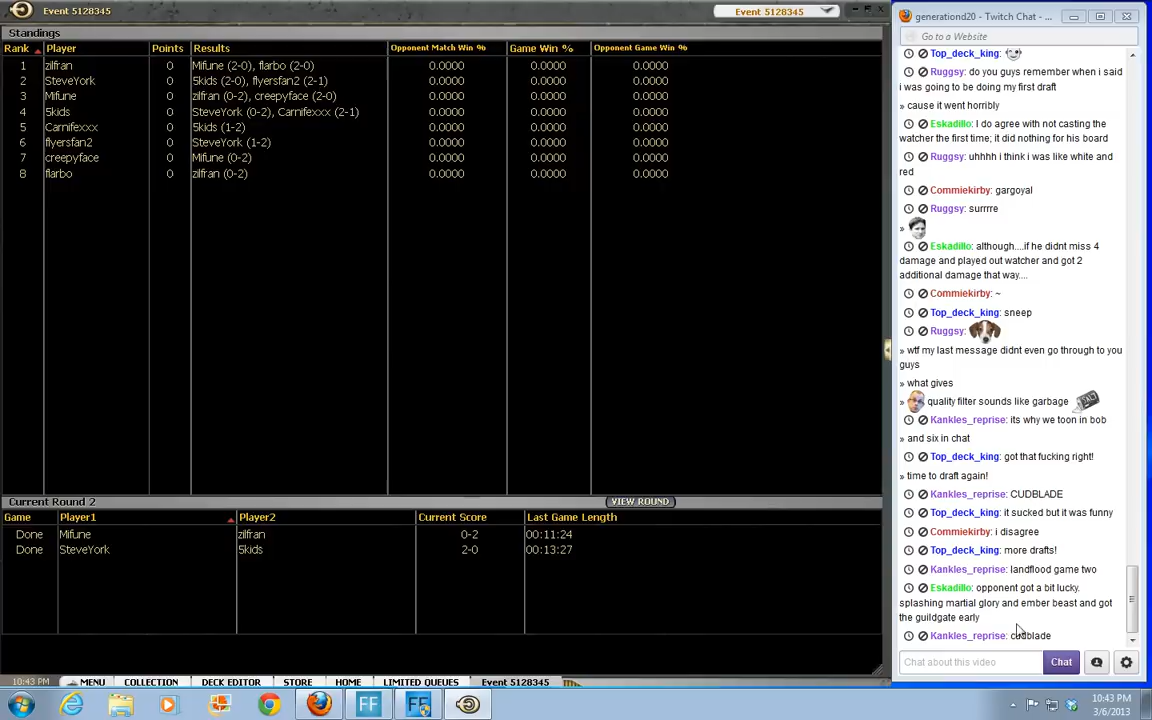 Event 5128345
Event 5128345
Standings
Rank Player Points Results Opponent Match Win % Game Win % Opponent Game Win %
1 zilfran 0 Mifune (2-0), flarbo (2-0) 0.0000 0.0000 0.0000
2 SteveYork 0 5kids (2-0), flyersfan2 (2-1) 0.0000 0.0000 0.0000
3 Mifune 0 zilfran (0-2), creepyface (2-0) 0.0000 0.0000 0.0000
4 5kids 0 SteveYork (0-2), Carnifexxx (2-1) 0.0000 0.0000 0.0000
5 Carnifexxx 0 5kids (1-2) 0.0000 0.0000 0.0000
6 flyersfan2 0 SteveYork (1-2) 0.0000 0.0000 0.0000
7 creepyface 0 Mifune (0-2) 0.0000 0.0000 0.0000
8 flarbo 0 zilfran (0-2) 0.0000 0.0000 0.0000
Current Round 2 VIEW ROUND
Game Player1 Player2 Current Score Last Game Length
Done Mifune zilfran 0-2 00:11:24
Done SteveYork 5kids 2-0 00:13:27
10:43 PM MENU COLLECTION DECK EDITOR STORE HOME LIMITED QUEUES Event 5128345
generationd20 - Twitch Chat - ...
Go to a Website
Top_deck_king:
Ruggsy: do you guys remember when i said
i was going to be doing my first draft
» cause it went horribly
Eskadillo: I do agree with not casting the
watcher the first time; it did nothing for his board
Ruggsy: uhhhh i think i was like white and
red
Commiekirby: gargoyal
Ruggsy: surrrre
»
Eskadillo: although....if he didnt miss 4
damage and played out watcher and got 2
additional damage that way....
Commiekirby: ~
Top_deck_king: sneep
Ruggsy:
» wtf my last message didnt even go through to you
guys
» what gives
» quality filter sounds like garbage
Kankles_reprise: its why we toon in bob
» and six in chat
Top_deck_king: got that fucking right!
» time to draft again!
Kankles_reprise: CUDBLADE
Top_deck_king: it sucked but it was funny
Commiekirby: i disagree
Top_deck_king: more drafts!
Kankles_reprise: landflood game two
Eskadillo: opponent got a bit lucky.
splashing martial glory and ember beast and got
the guildgate early
Kankles_reprise: cudblade
Chat about this video Chat
FF FF
10:43 PM
3/6/2013